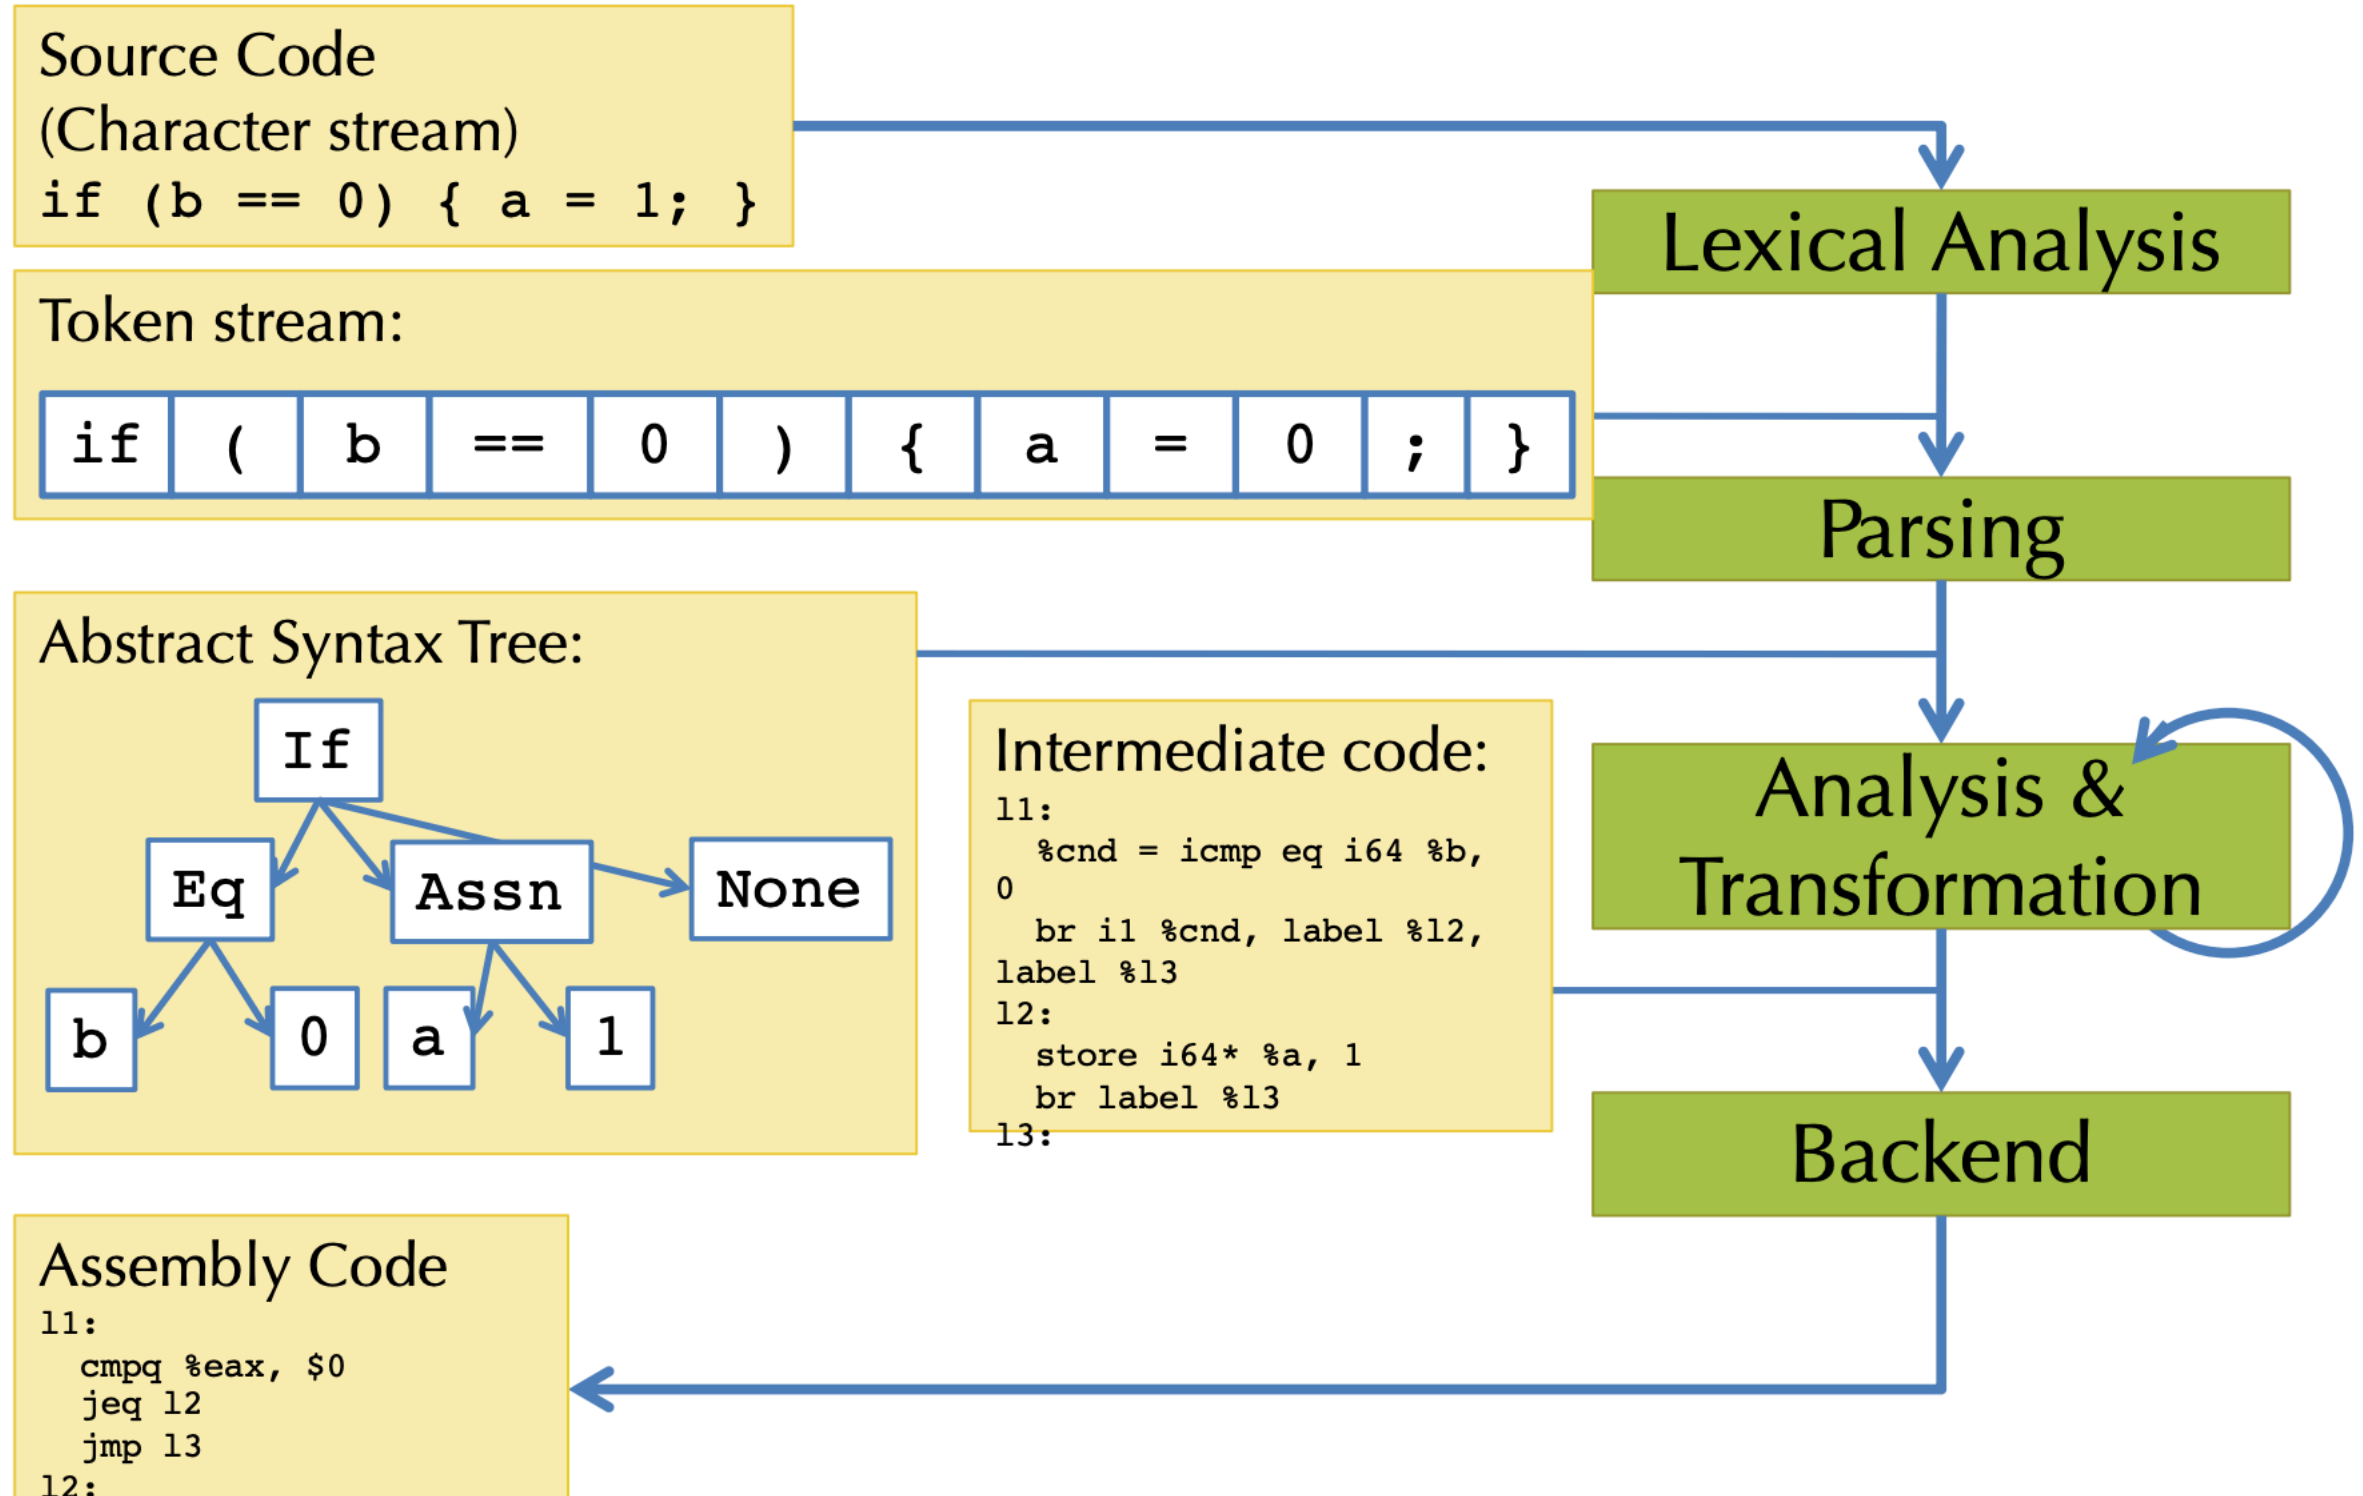 Source Code
(Character stream)
if (b == 0) { a = 1; }
Lexical Analysis
Token stream:
if ( b == 0 ) { a = 0 ; }
Parsing
Abstract Syntax Tree:
If
Eq Assn None
b 0 a 1
Intermediate code:
l1:
%cnd = icmp eq i64 %b,
0
br i1 %cnd, label %l2,
label %l3
l2:
store i64* %a, 1
br label %l3
l3:
Analysis &
Transformation
Backend
Assembly Code
l1:
cmpq %eax, $0
jeq l2
jmp l3
l2: